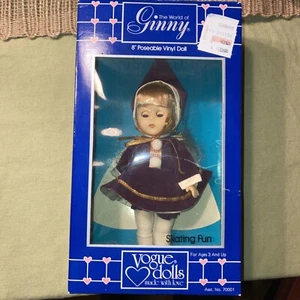 The World of
Ginny
8" Poseable Vinyl Doll
Skating Fun
Vogue dolls
made with love
For Ages 3 And Up
Asst. No. 70001